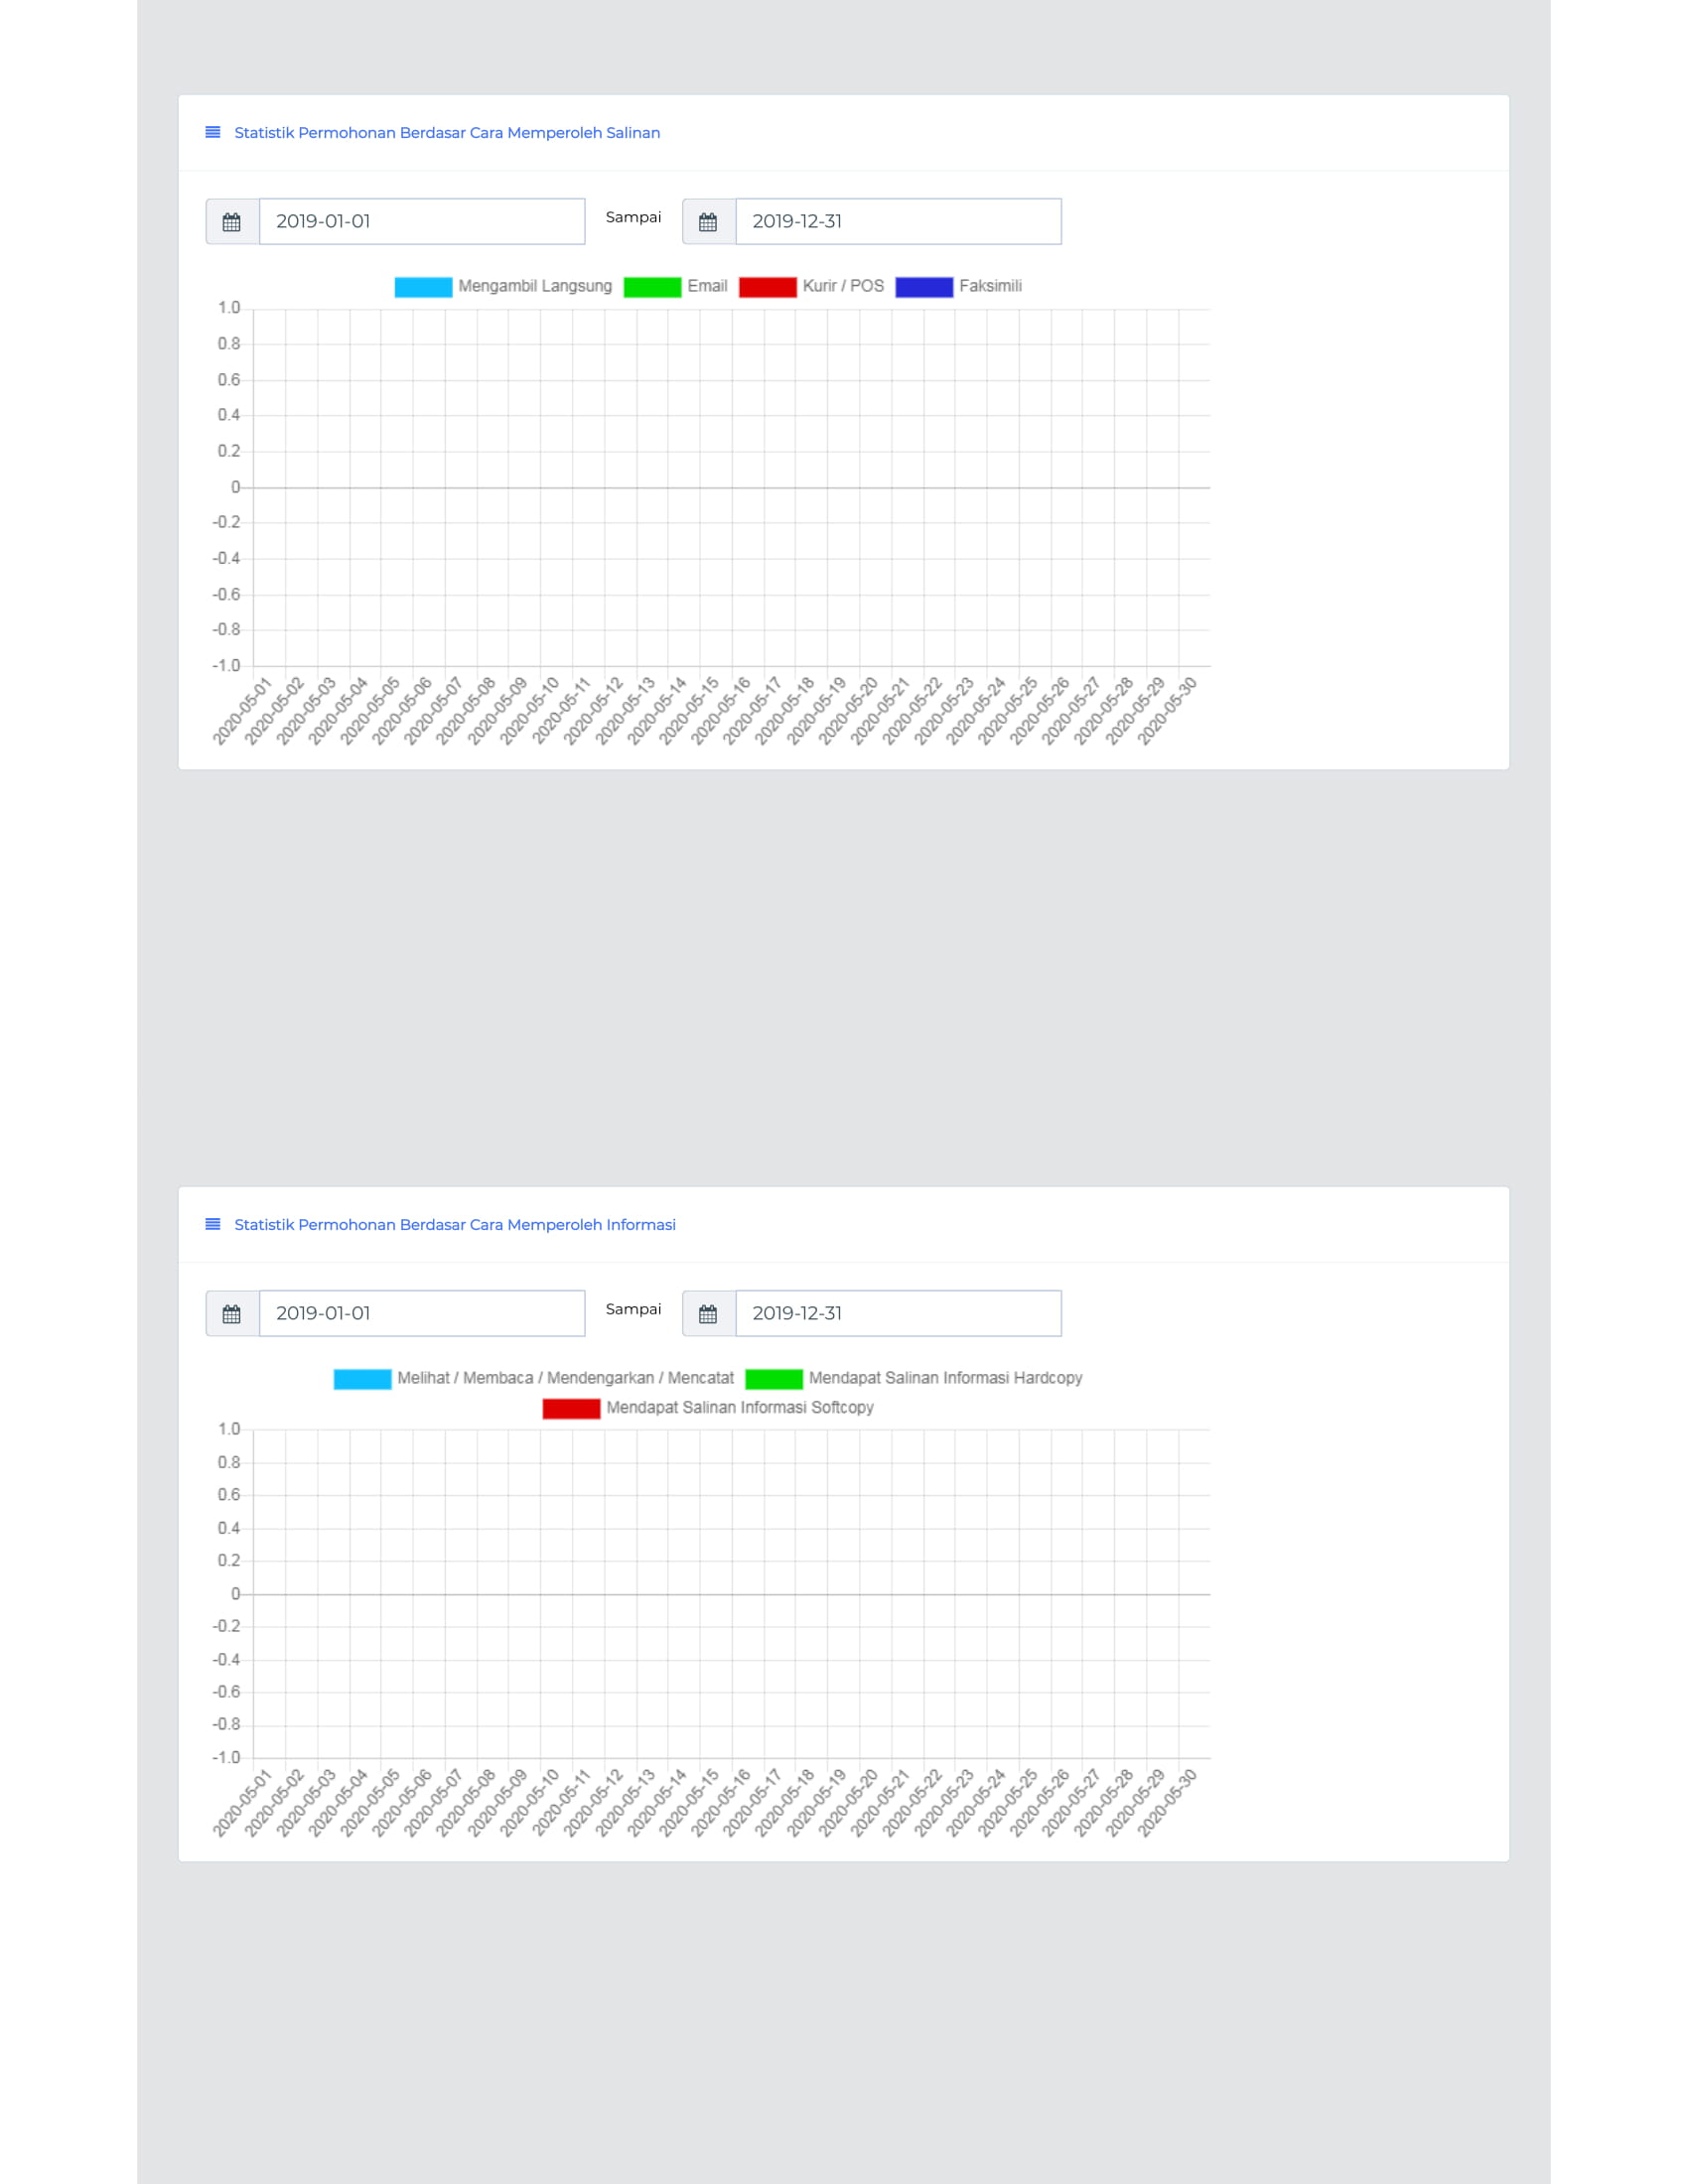 Statistik Permohonan Berdasar Cara Memperoleh Salinan
2019-01-01 Sampai 2019-12-31
Mengambil Langsung Email Kurir / POS Faksimili
1.0
0.8
0.6
0.4
0.2
0
-0.2
-0.4
-0.6
-0.8
-1.0
2020-05-01 2020-05-02 2020-05-03 2020-05-04 2020-05-05 2020-05-06 2020-05-07 2020-05-08 2020-05-09 2020-05-10 2020-05-11 2020-05-12 2020-05-13 2020-05-14 2020-05-15 2020-05-16 2020-05-17 2020-05-18 2020-05-19 2020-05-20 2020-05-21 2020-05-22 2020-05-23 2020-05-24 2020-05-25 2020-05-26 2020-05-27 2020-05-28 2020-05-29 2020-05-30
Statistik Permohonan Berdasar Cara Memperoleh Informasi
2019-01-01 Sampai 2019-12-31
Melihat / Membaca / Mendengarkan / Mencatat Mendapat Salinan Informasi Hardcopy
Mendapat Salinan Informasi Softcopy
1.0
0.8
0.6
0.4
0.2
0
-0.2
-0.4
-0.6
-0.8
-1.0
2020-05-01 2020-05-02 2020-05-03 2020-05-04 2020-05-05 2020-05-06 2020-05-07 2020-05-08 2020-05-09 2020-05-10 2020-05-11 2020-05-12 2020-05-13 2020-05-14 2020-05-15 2020-05-16 2020-05-17 2020-05-18 2020-05-19 2020-05-20 2020-05-21 2020-05-22 2020-05-23 2020-05-24 2020-05-25 2020-05-26 2020-05-27 2020-05-28 2020-05-29 2020-05-30